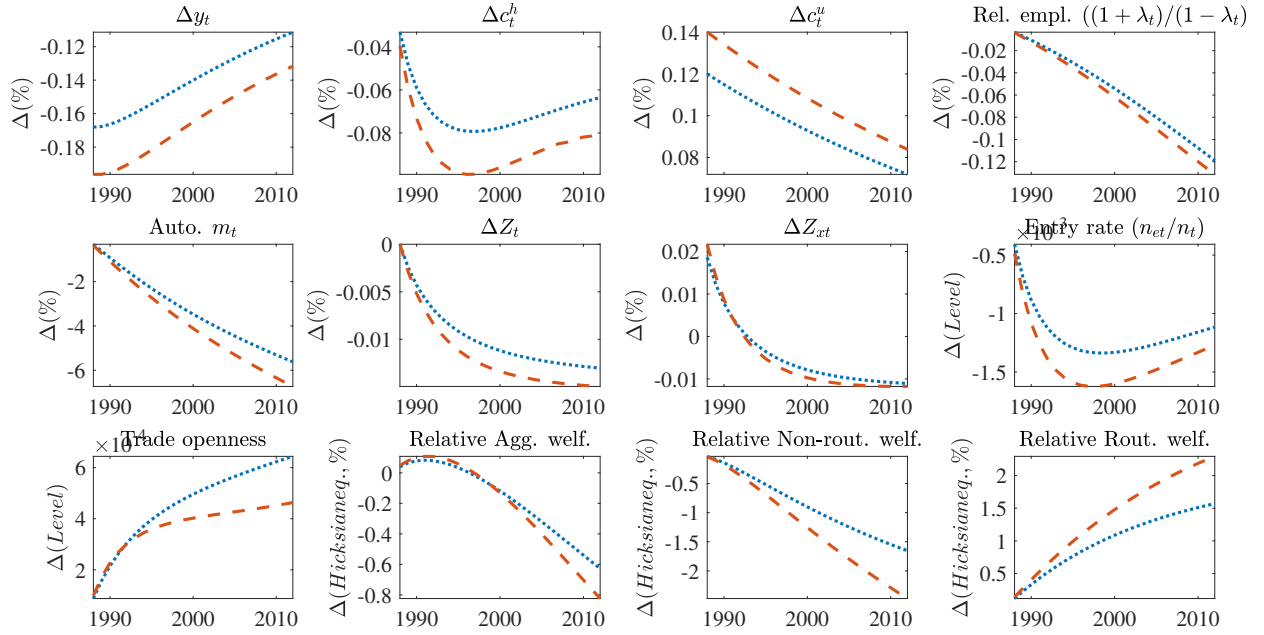 Δy_t
Δc_t^h
Δc_t^u
Rel. empl. ((1 + λ_t)/(1 − λ_t)
Δ(%)
-0.12
-0.14
-0.16
-0.18
1990 2000 2010
Δ(%)
-0.04
-0.06
-0.08
1990 2000 2010
Δ(%)
0.14
0.12
0.1
0.08
1990 2000 2010
Δ(%)
-0.02
-0.04
-0.06
-0.08
-0.1
-0.12
1990 2000 2010
Auto. m_t
ΔZ_t
ΔZ_{xt}
Entry rate (n_{et}/n_t)
Δ(%)
-2
-4
-6
1990 2000 2010
Δ(%)
0
-0.005
-0.01
1990 2000 2010
Δ(%)
0.02
0.01
0
-0.01
1990 2000 2010
Δ(Level)
-0.5
-1
-1.5
1990 2000 2010
Trade openness
Relative Agg. welf.
Relative Non-rout. welf.
Relative Rout. welf.
Δ(Level)
6
4
2
1990 2000 2010
Δ(Hicksianeq., %)
0
-0.2
-0.4
-0.6
-0.8
1990 2000 2010
Δ(Hicksianeq., %)
-0.5
-1
-1.5
-2
1990 2000 2010
Δ(Hicksianeq., %)
2
1.5
1
0.5
1990 2000 2010